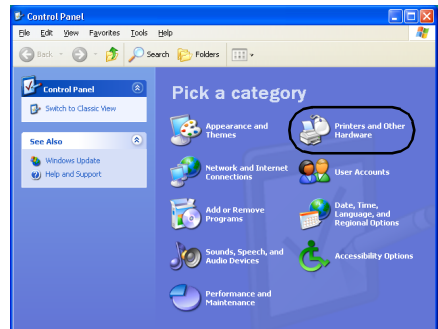 Control Panel
File Edit View Favorites Tools Help
Back Search Folders
Control Panel
Switch to Classic View
See Also
Windows Update
Help and Support
Pick a category
Appearance and
Themes
Printers and Other
Hardware
Network and Internet
Connections
User Accounts
Add or Remove
Programs
Date, Time,
Language, and
Regional Options
Sounds, Speech, and
Audio Devices
Accessibility Options
Performance and
Maintenance